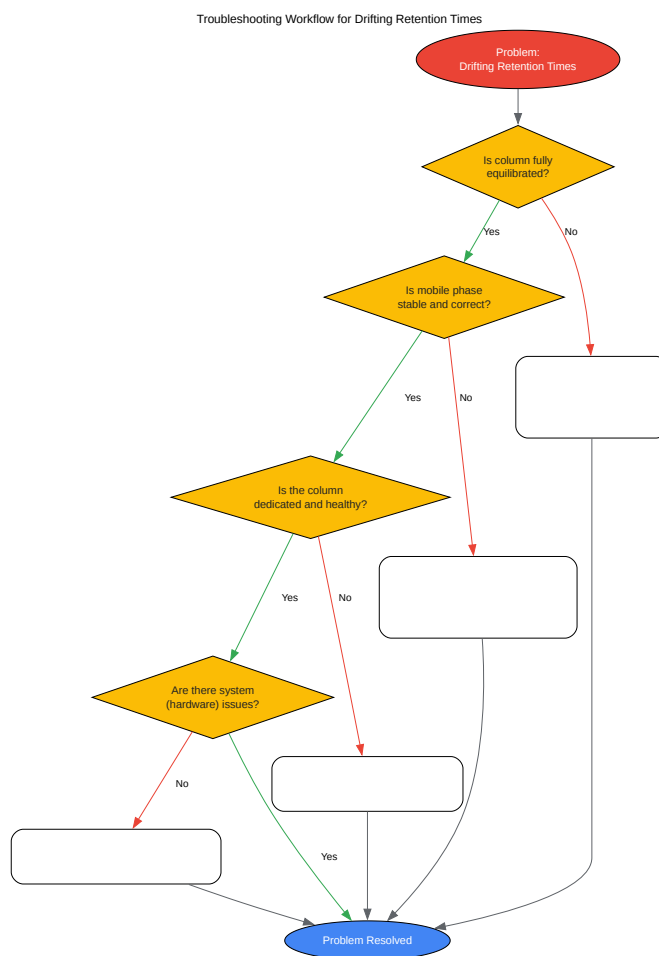 Troubleshooting Workflow for Drifting Retention Times
Problem:
Drifting Retention Times
Is column fully
equilibrated?
Yes
No
Is mobile phase
stable and correct?
Yes
No
Is the column
dedicated and healthy?
Yes
No
Are there system
(hardware) issues?
No
Yes
Problem Resolved